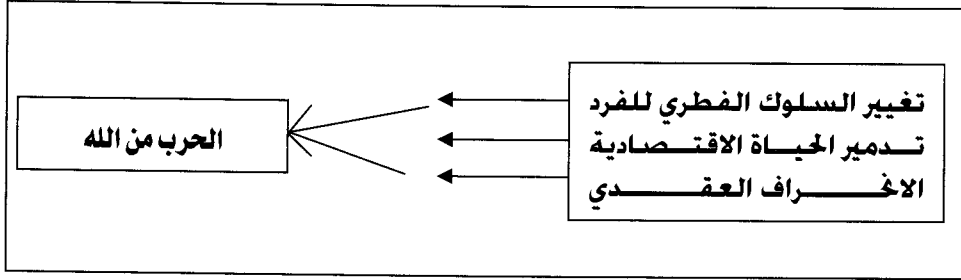 تغيير السلوك الفطري للفرد
تدمير الحياة الاقتصادية
الانحراف العقدي
الحرب من الله